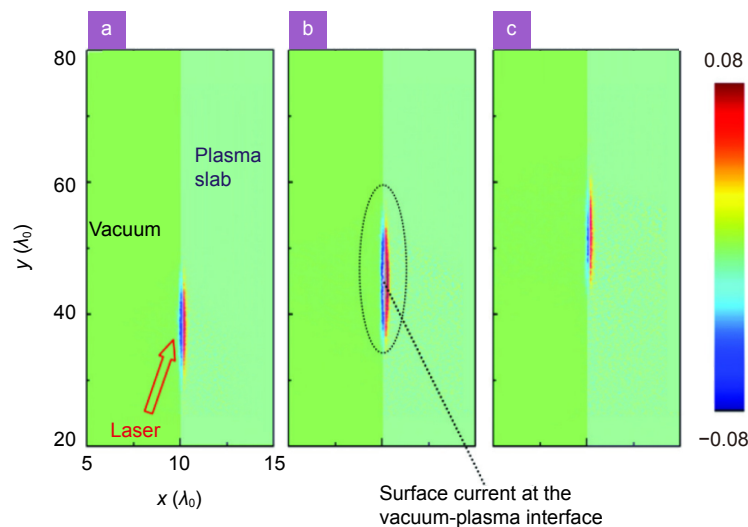 a
b
c
80
60
40
20
y (λ₀)
Plasma
slab
Vacuum
Laser
5
10
15
x (λ₀)
Surface current at the
vacuum-plasma interface
0.08
−0.08